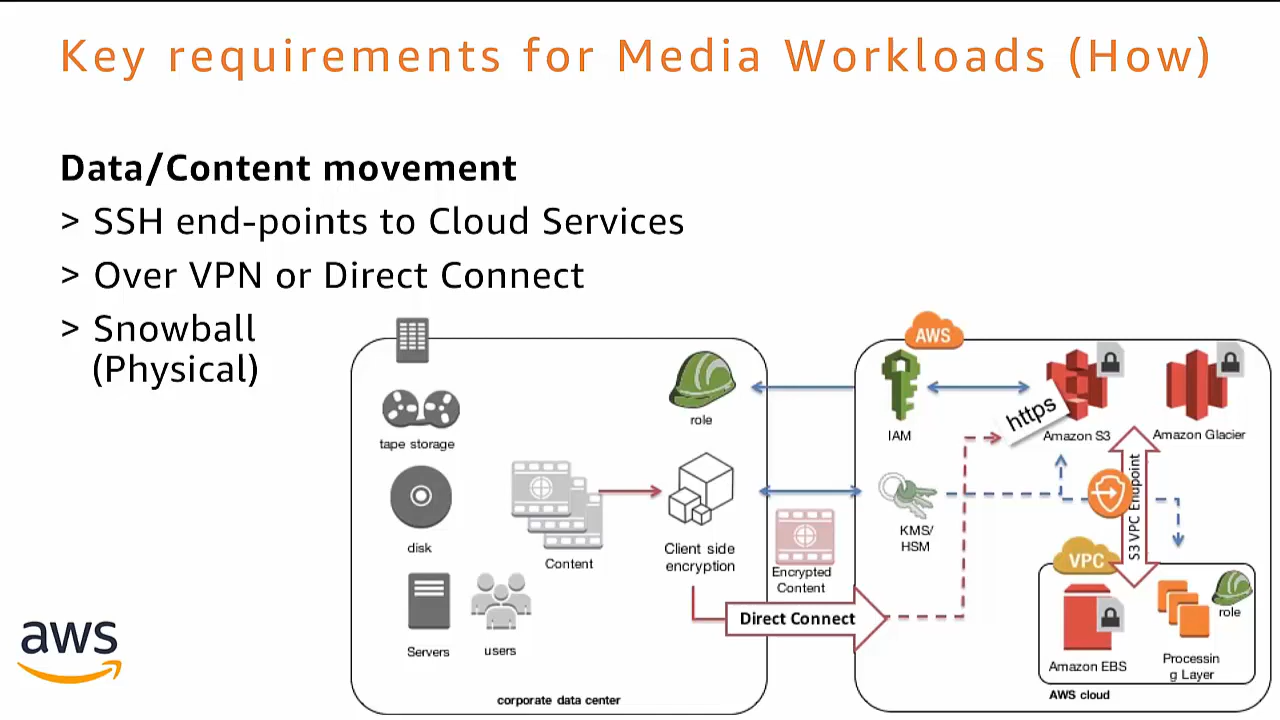 Key requirements for Media Workloads (How)
Data/Content movement
> SSH end-points to Cloud Services
> Over VPN or Direct Connect
> Snowball
(Physical)
tape storage
disk
Servers
users
Content
role
Client side
encryption
corporate data center
Encrypted
Content
Direct Connect
AWS
IAM
https
Amazon S3
Amazon Glacier
KMS/
HSM
S3 VPC Endpoint
VPC
Amazon EBS
role
Processin
g Layer
AWS cloud
aws